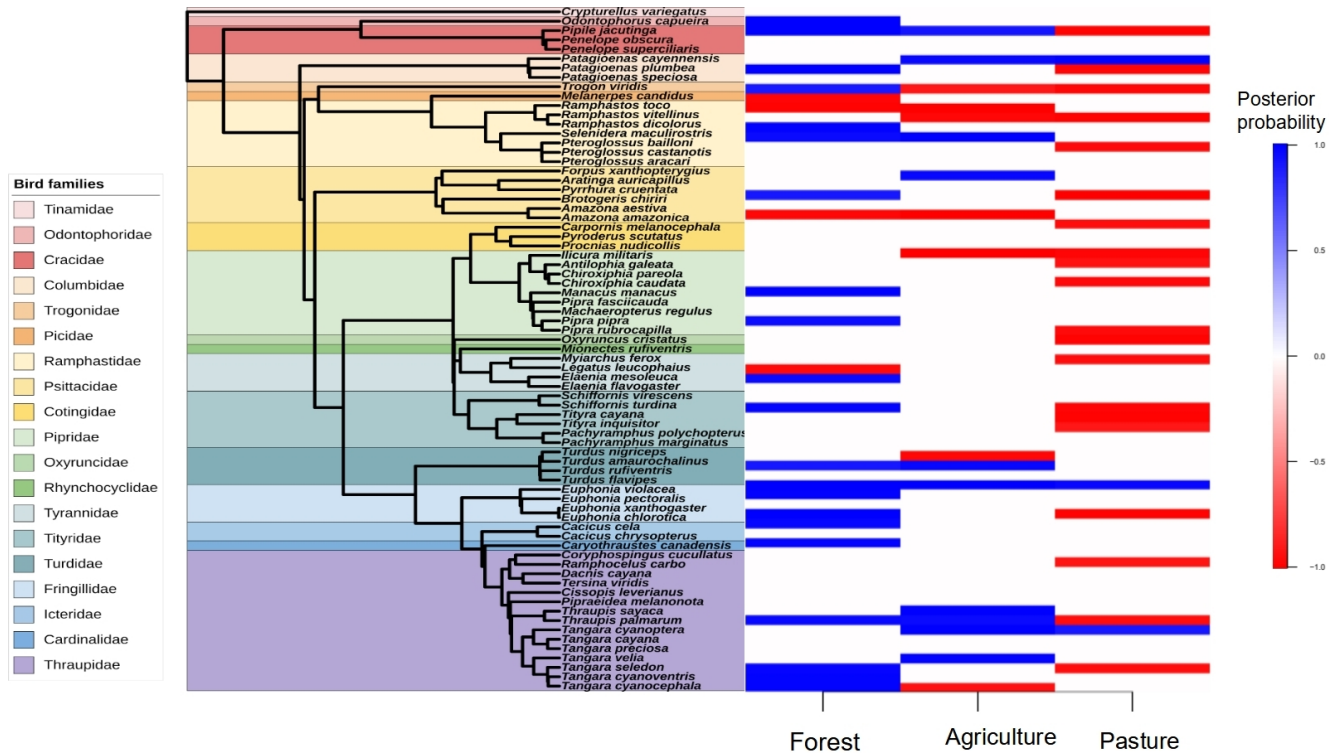 Bird families
Tinamidae
Odontophoridae
Cracidae
Columbidae
Trogonidae
Picidae
Ramphastidae
Psittacidae
Cotingidae
Pipridae
Oxyruncidae
Rhynchocyclidae
Tyrannidae
Tityridae
Turdidae
Fringillidae
Icteridae
Cardinalidae
Thraupidae
Crypturellus variegatus
Odontophorus capueira
Pipile jacutinga
Penelope obscura
Penelope superciliaris
Patagioenas cayennensis
Patagioenas plumbea
Patagioenas speciosa
Trogon viridis
Melanerpes candidus
Ramphastos toco
Ramphastos vitellinus
Ramphastos dicolorus
Selenidera maculirostris
Pteroglossus bailloni
Pteroglossus castanotis
Pteroglossus aracari
Forpus xanthopterygius
Aratinga auricapillus
Pyrrhura cruentata
Brotogeris chiriri
Amazona aestiva
Amazona amazonica
Carpornis melanocephala
Pyroderus scutatus
Procnias nudicollis
Ilicura militaris
Antilophia galeata
Chiroxiphia pareola
Chiroxiphia caudata
Manacus manacus
Pipra fasciicauda
Machaeropterus regulus
Pipra pipra
Pipra rubrocapilla
Oxyruncus cristatus
Mionectes rufiventris
Myiarchus ferox
Legatus leucophaius
Elaenia mesoleuca
Elaenia flavogaster
Schiffornis virescens
Schiffornis turdina
Tityra cayana
Tityra inquisitor
Pachyramphus polychopterus
Pachyramphus marginatus
Turdus nigriceps
Turdus amaurochalinus
Turdus rufiventris
Turdus flavipes
Euphonia violacea
Euphonia pectoralis
Euphonia xanthogaster
Euphonia chlorotica
Cacicus cela
Cacicus chrysopterus
Caryothraustes canadensis
Coryphospingus cucullatus
Ramphocelus carbo
Dacnis cayana
Tersina viridis
Cissopis leverianus
Pipraeidea melanonota
Thraupis sayaca
Thraupis palmarum
Tangara cyanoptera
Tangara cayana
Tangara preciosa
Tangara velia
Tangara seledon
Tangara cyanoventris
Tangara cyanocephala
Forest
Agriculture
Pasture
Posterior
probability
1.0
0.5
0.0
−0.5
−1.0